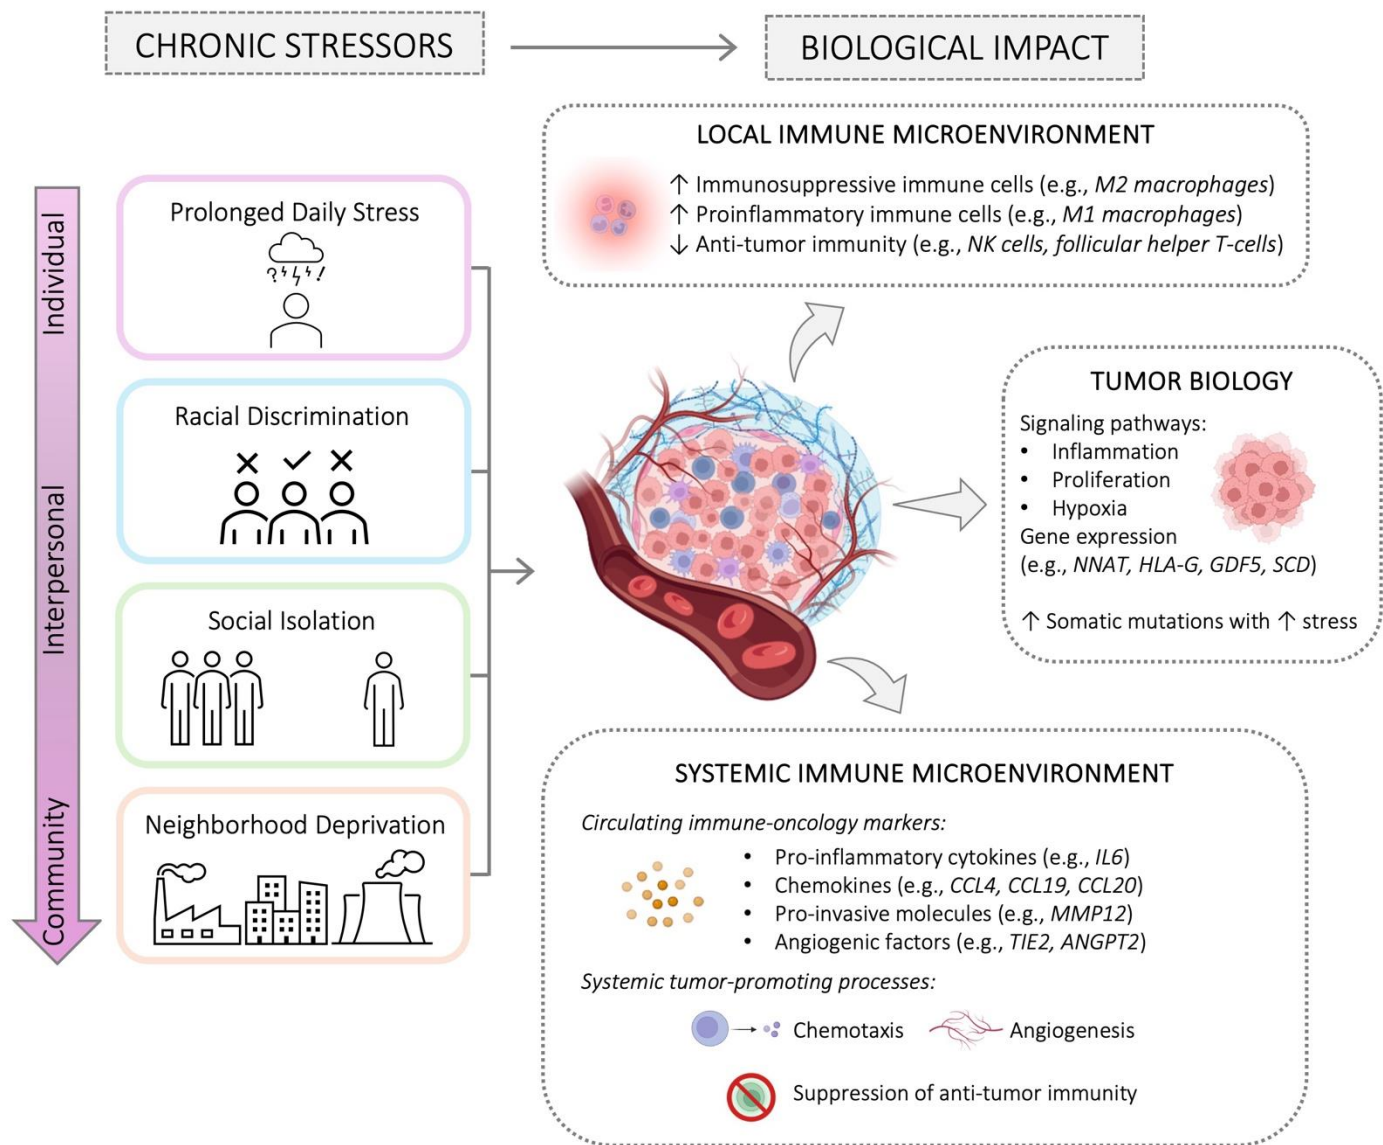 CHRONIC STRESSORS
BIOLOGICAL IMPACT
Individual
Interpersonal
Community
Prolonged Daily Stress
?
!
Racial Discrimination
Social Isolation
Neighborhood Deprivation
LOCAL IMMUNE MICROENVIRONMENT
↑ Immunosuppressive immune cells (e.g., M2 macrophages)
↑ Proinflammatory immune cells (e.g., M1 macrophages)
↓ Anti-tumor immunity (e.g., NK cells, follicular helper T-cells)
TUMOR BIOLOGY
Signaling pathways:
• Inflammation
• Proliferation
• Hypoxia
Gene expression
(e.g., NNAT, HLA-G, GDF5, SCD)
↑ Somatic mutations with ↑ stress
SYSTEMIC IMMUNE MICROENVIRONMENT
Circulating immune-oncology markers:
• Pro-inflammatory cytokines (e.g., IL6)
• Chemokines (e.g., CCL4, CCL19, CCL20)
• Pro-invasive molecules (e.g., MMP12)
• Angiogenic factors (e.g., TIE2, ANGPT2)
Systemic tumor-promoting processes:
Chemotaxis
Angiogenesis
Suppression of anti-tumor immunity